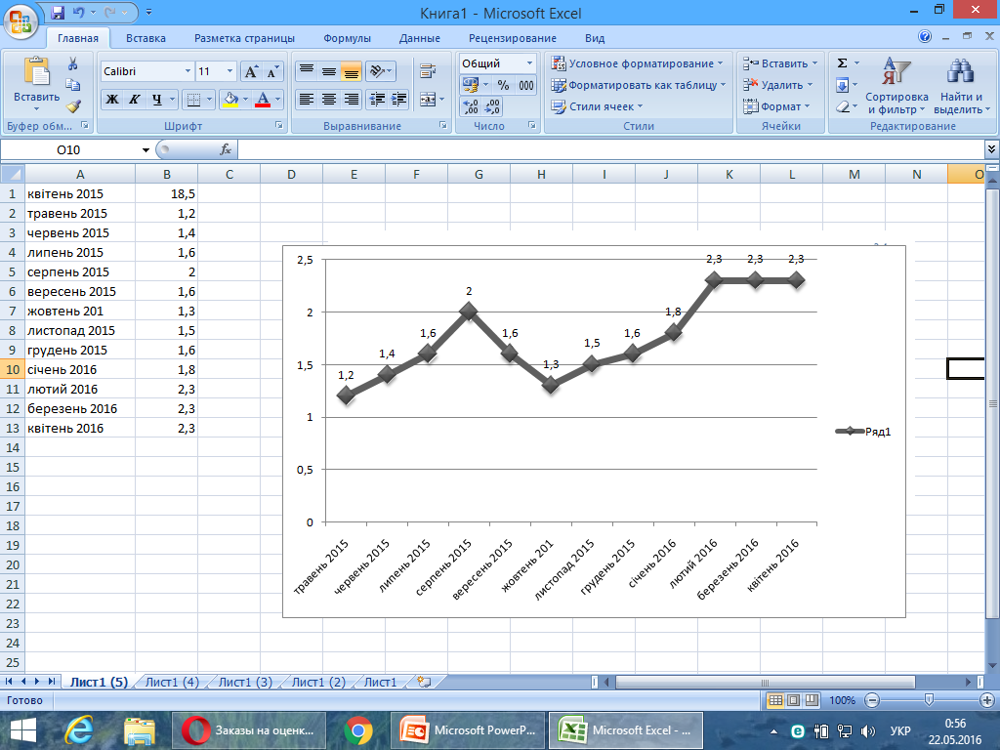 Книга1 - Microsoft Excel
Главная Вставка Разметка страницы Формулы Данные Рецензирование Вид
Вставить
Буфер обм...
Calibri 11
Ж К Ч
Шрифт
Выравнивание
Общий
% 000
Число
Условное форматирование
Форматировать как таблицу
Стили ячеек
Стили
Вставить
Удалить
Формат
Ячейки
Σ
Сортировка и фильтр
Найти и выделить
Редактирование
O10 fx
A B C D E F G H I J K L M N O
1 квітень 2015 18,5
2 травень 2015 1,2
3 червень 2015 1,4
4 липень 2015 1,6
5 серпень 2015 2
6 вересень 2015 1,6
7 жовтень 201 1,3
8 листопад 2015 1,5
9 грудень 2015 1,6
10 січень 2016 1,8
11 лютий 2016 2,3
12 березень 2016 2,3
13 квітень 2016 2,3
14
15
16
17
18
19
20
21
22
23
24
25
2,5
2
1,5
1
0,5
0
1,2 1,4 1,6 2 1,6 1,3 1,5 1,6 1,8 2,3 2,3 2,3
травень 2015 червень 2015 липень 2015 серпень 2015 вересень 2015 жовтень 201 листопад 2015 грудень 2015 січень 2016 лютий 2016 березень 2016 квітень 2016
Ряд1
Лист1 (5) Лист1 (4) Лист1 (3) Лист1 (2) Лист1
Готово 100%
Заказы на оценк... Microsoft PowerP... Microsoft Excel - ... УКР 0:56
22.05.2016